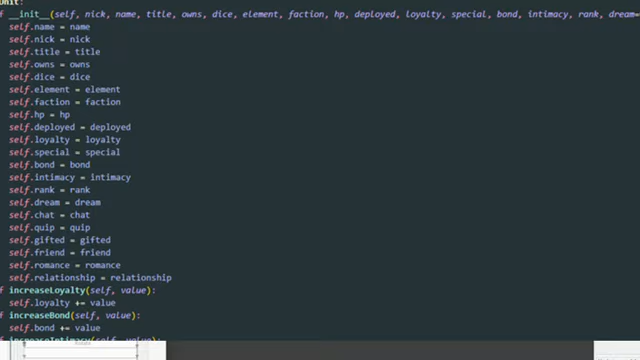 Unit:
f __init__(self, nick, name, title, owns, dice, element, faction, hp, deployed, loyalty, special, bond, intimacy, rank, dream=
self.name = name
self.nick = nick
self.title = title
self.owns = owns
self.dice = dice
self.element = element
self.faction = faction
self.hp = hp
self.deployed = deployed
self.loyalty = loyalty
self.special = special
self.bond = bond
self.intimacy = intimacy
self.rank = rank
self.dream = dream
self.chat = chat
self.quip = quip
self.gifted = gifted
self.friend = friend
self.romance = romance
self.relationship = relationship
f increaseLoyalty(self, value):
self.loyalty += value
f increaseBond(self, value):
self.bond += value
f increaseIntimacy(self, value):